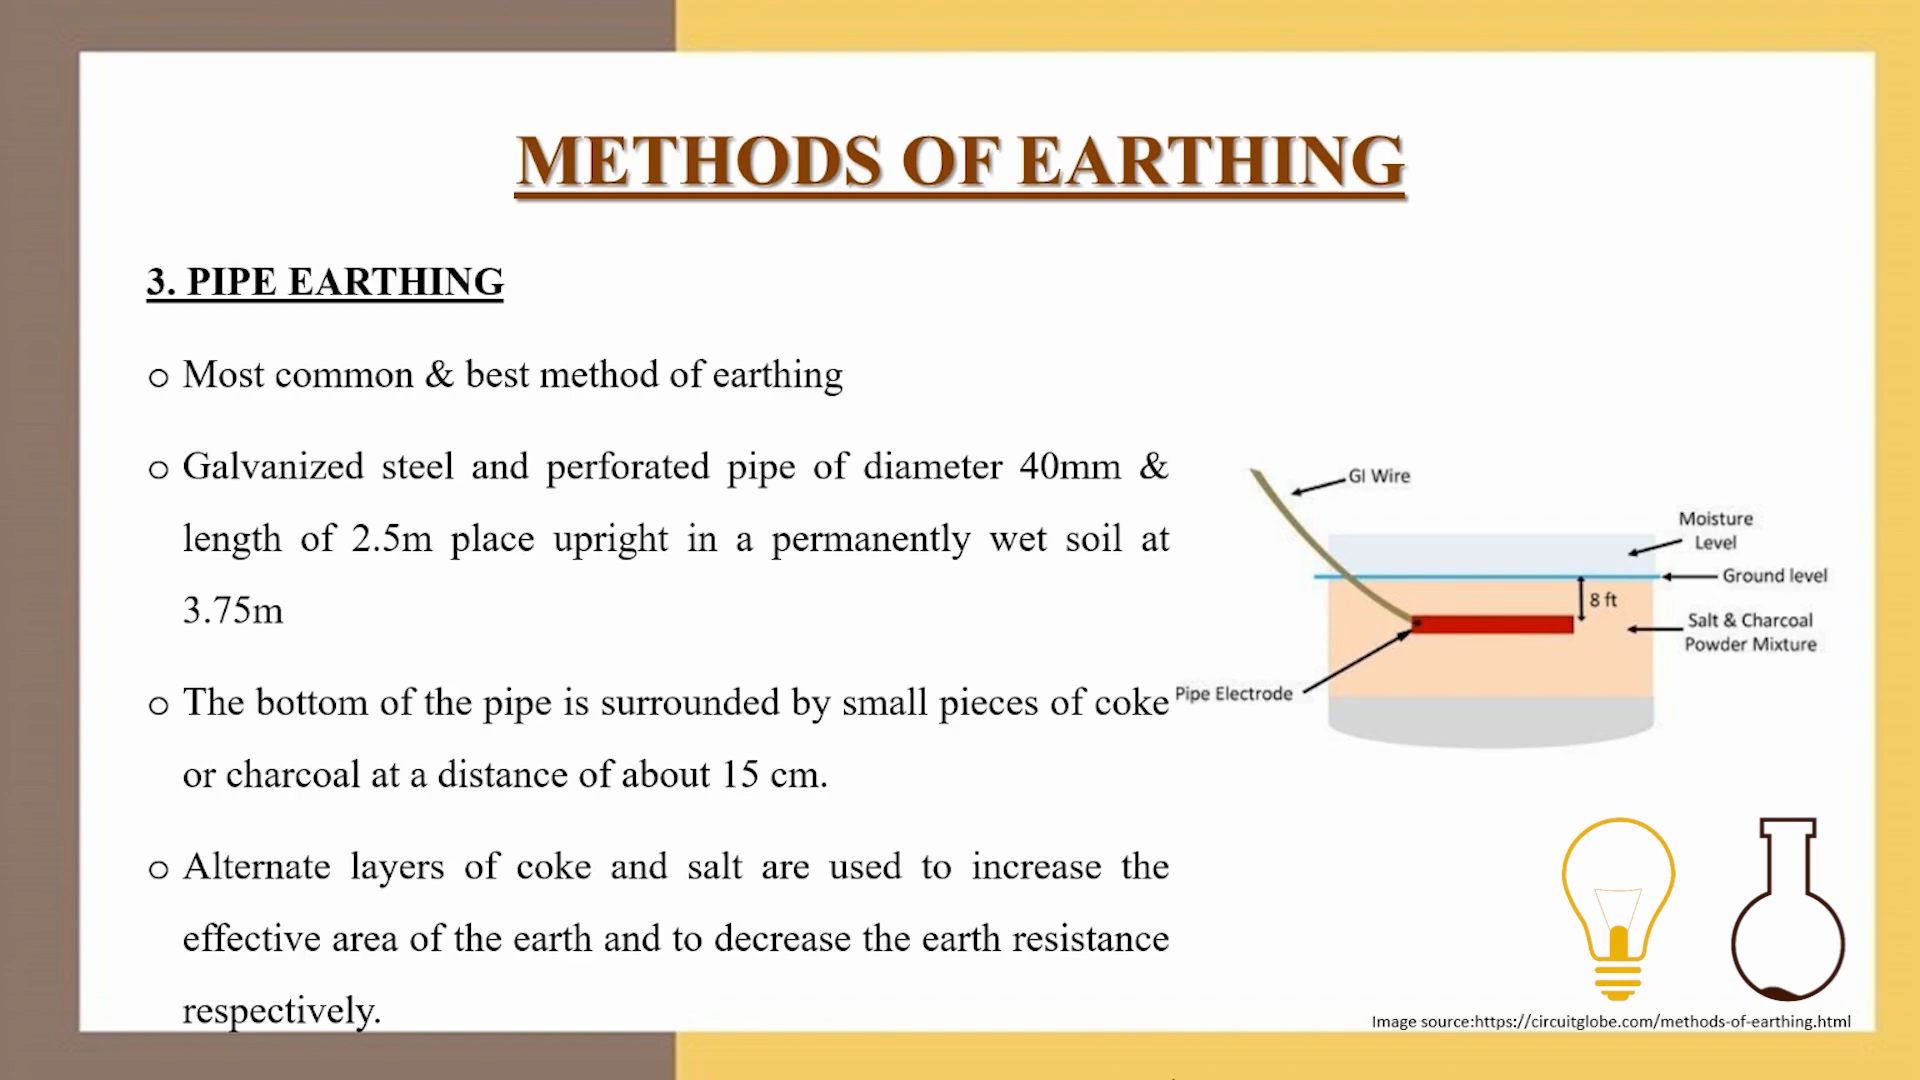 METHODS OF EARTHING
3. PIPE EARTHING
o Most common & best method of earthing
o Galvanized steel and perforated pipe of diameter 40mm &
length of 2.5m place upright in a permanently wet soil at
3.75m
o The bottom of the pipe is surrounded by small pieces of coke
or charcoal at a distance of about 15 cm.
o Alternate layers of coke and salt are used to increase the
effective area of the earth and to decrease the earth resistance
respectively.
GI Wire
Moisture
Level
Ground level
8 ft
Salt & Charcoal
Powder Mixture
Pipe Electrode
Image source:https://circuitglobe.com/methods-of-earthing.html